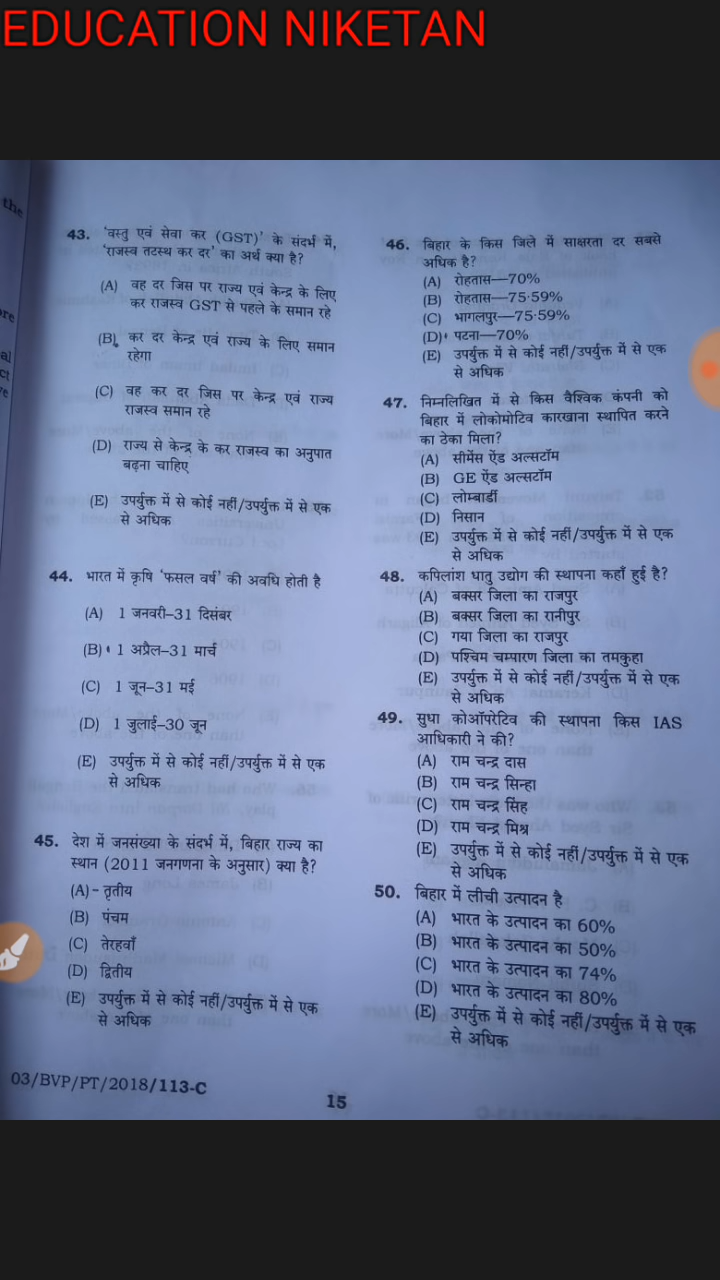 EDUCATION NIKETAN
the
ore
al
ct
ve
43. 'वस्तु एवं सेवा कर (GST)' के संदर्भ में,
'राजस्व तटस्थ कर दर' का अर्थ क्या है?
(A) वह दर जिस पर राज्य एवं केन्द्र के लिए
कर राजस्व GST से पहले के समान रहे
(B) कर दर केन्द्र एवं राज्य के लिए समान
रहेगा
(C) वह कर दर जिस पर केन्द्र एवं राज्य
राजस्व समान रहे
(D) राज्य से केन्द्र के कर राजस्व का अनुपात
बढ़ना चाहिए
(E) उपर्युक्त में से कोई नहीं/उपर्युक्त में से एक
से अधिक
44. भारत में कृषि 'फसल वर्ष' की अवधि होती है
(A) 1 जनवरी–31 दिसंबर
(B) 1 अप्रैल–31 मार्च
(C) 1 जून–31 मई
(D) 1 जुलाई–30 जून
(E) उपर्युक्त में से कोई नहीं/उपर्युक्त में से एक
से अधिक
45. देश में जनसंख्या के संदर्भ में, बिहार राज्य का
स्थान (2011 जनगणना के अनुसार) क्या है?
(A) तृतीय
(B) पंचम
(C) तेरहवाँ
(D) द्वितीय
(E) उपर्युक्त में से कोई नहीं/उपर्युक्त में से एक
से अधिक
46. बिहार के किस जिले में साक्षरता दर सबसे
अधिक है?
(A) रोहतास—70%
(B) रोहतास—75·59%
(C) भागलपुर—75·59%
(D) पटना—70%
(E) उपर्युक्त में से कोई नहीं/उपर्युक्त में से एक
से अधिक
47. निम्नलिखित में से किस वैश्विक कंपनी को
बिहार में लोकोमोटिव कारखाना स्थापित करने
का ठेका मिला?
(A) सीमेंस ऐंड अल्सटॉम
(B) GE ऐंड अल्सटॉम
(C) लोम्बार्डी
(D) निसान
(E) उपर्युक्त में से कोई नहीं/उपर्युक्त में से एक
से अधिक
48. कपिलांश धातु उद्योग की स्थापना कहाँ हुई है?
(A) बक्सर जिला का राजपुर
(B) बक्सर जिला का रानीपुर
(C) गया जिला का राजपुर
(D) पश्चिम चम्पारण जिला का तमकुहा
(E) उपर्युक्त में से कोई नहीं/उपर्युक्त में से एक
से अधिक
49. सुधा कोऑपरेटिव की स्थापना किस IAS
अधिकारी ने की?
(A) राम चन्द्र दास
(B) राम चन्द्र सिन्हा
(C) राम चन्द्र सिंह
(D) राम चन्द्र मिश्र
(E) उपर्युक्त में से कोई नहीं/उपर्युक्त में से एक
से अधिक
50. बिहार में लीची उत्पादन है
(A) भारत के उत्पादन का 60%
(B) भारत के उत्पादन का 50%
(C) भारत के उत्पादन का 74%
(D) भारत के उत्पादन का 80%
(E) उपर्युक्त में से कोई नहीं/उपर्युक्त में से एक
से अधिक
03/BVP/PT/2018/113-C
15